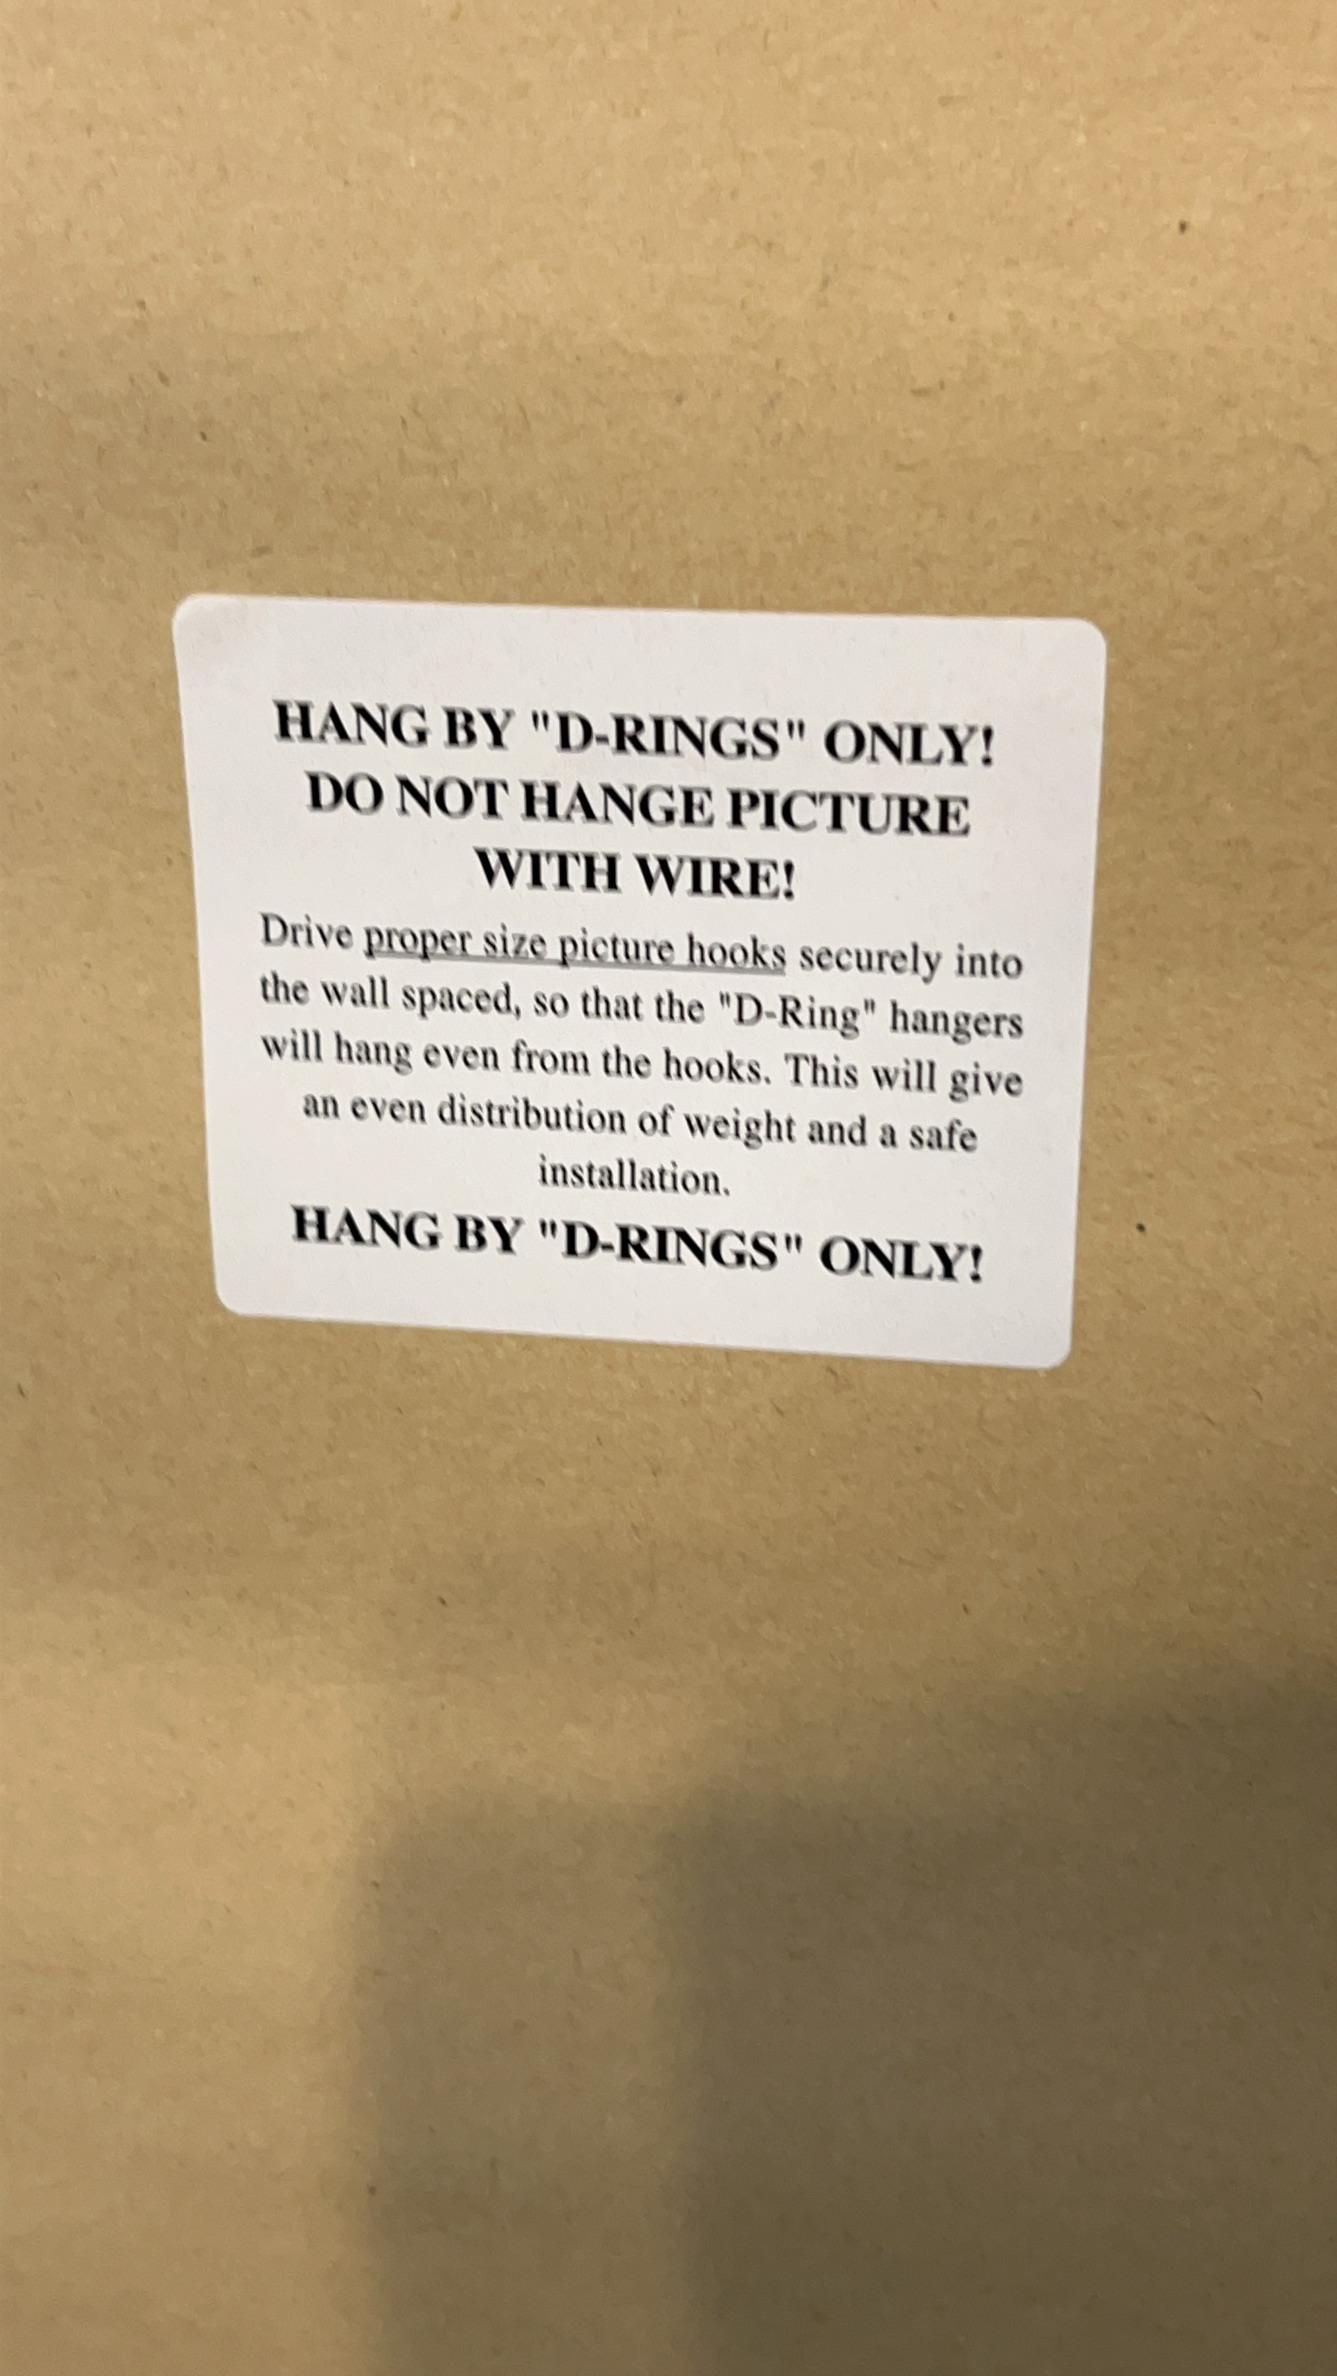 HANG BY "D-RINGS" ONLY!
DO NOT HANGE PICTURE
WITH WIRE!
Drive proper size picture hooks securely into
the wall spaced, so that the "D-Ring" hangers
will hang even from the hooks. This will give
an even distribution of weight and a safe
installation.
HANG BY "D-RINGS" ONLY!